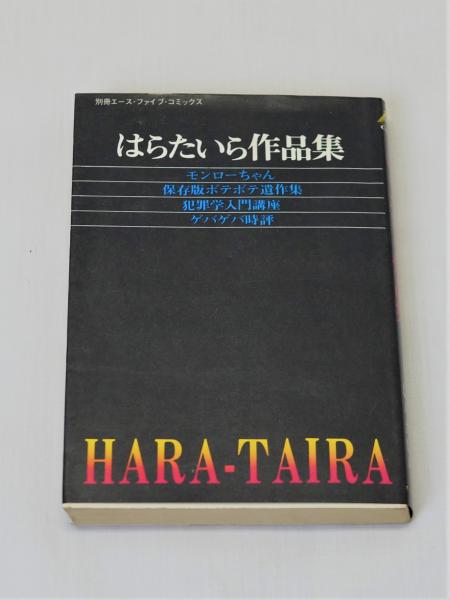 別冊エース・ファイブ・コミックス
はらたいら作品集
モンローちゃん
保存版ポテポテ遺作集
犯罪学入門講座
ゲバゲバ時評
HARA-TAIRA